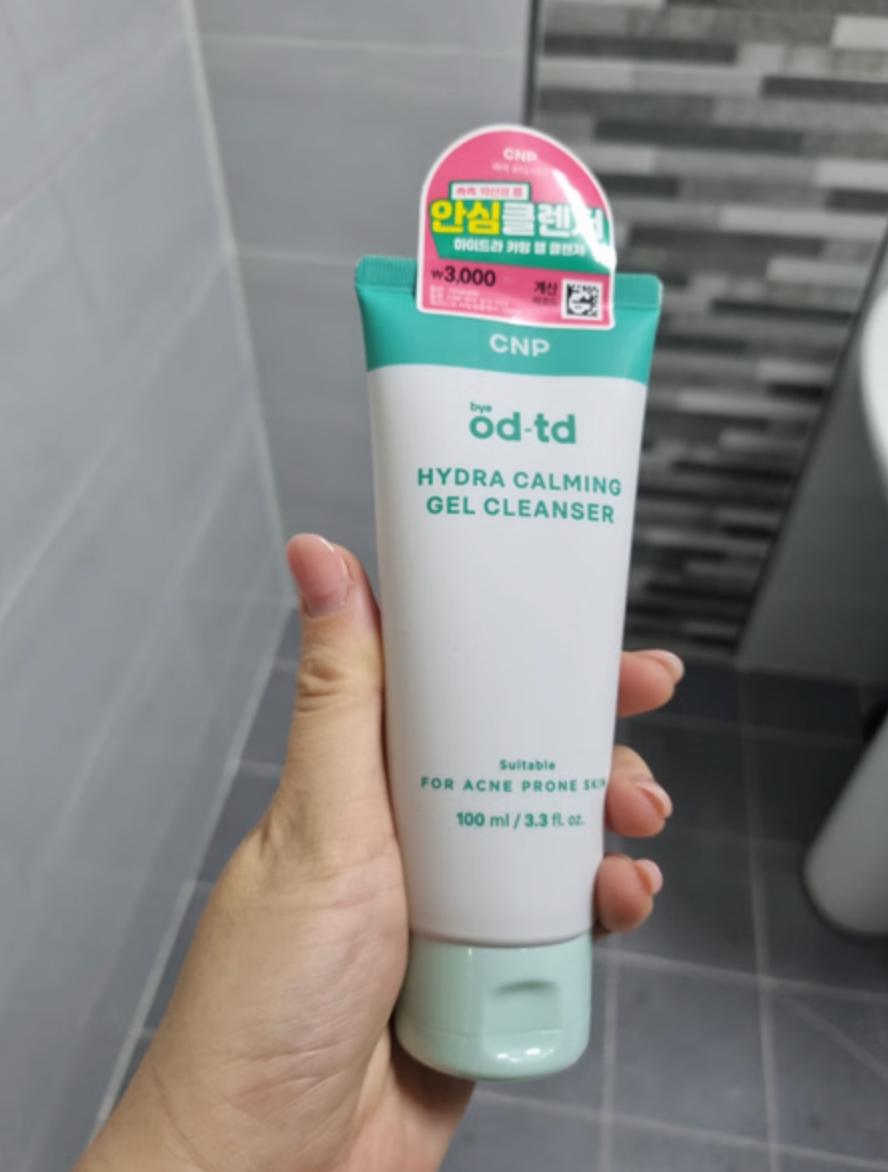 CNP
안심클렌저
하이드라 카밍 젤 클렌저
₩3,000
계산
CNP
bye
od-td
HYDRA CALMING
GEL CLEANSER
Suitable
FOR ACNE PRONE SKIN
100 ml / 3.3 fl. oz.